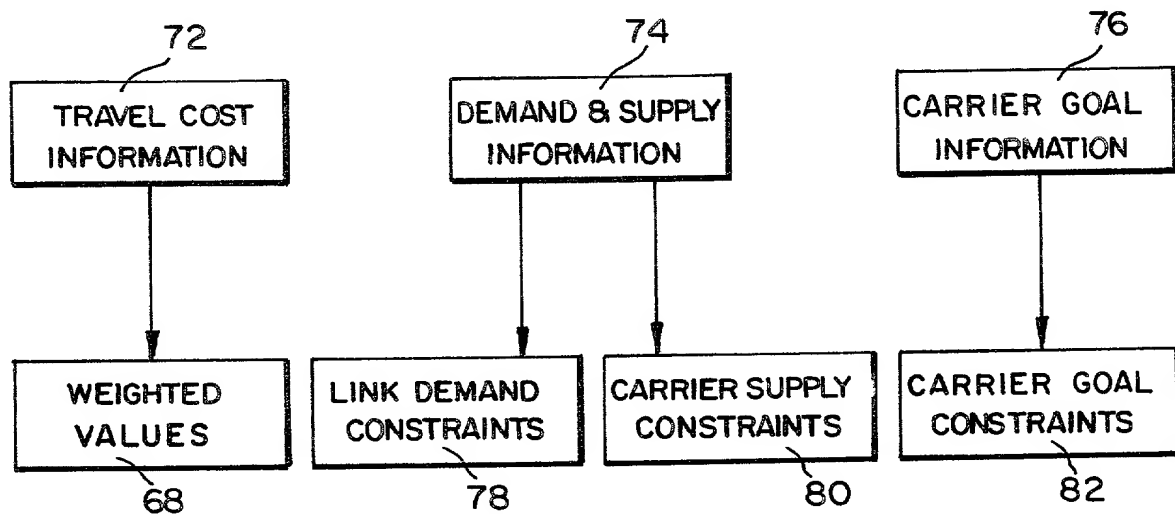 72
74
76
TRAVEL COST
INFORMATION
DEMAND & SUPPLY
INFORMATION
CARRIER GOAL
INFORMATION
WEIGHTED
VALUES
LINK DEMAND
CONSTRAINTS
CARRIER SUPPLY
CONSTRAINTS
CARRIER GOAL
CONSTRAINTS
68
78
80
82